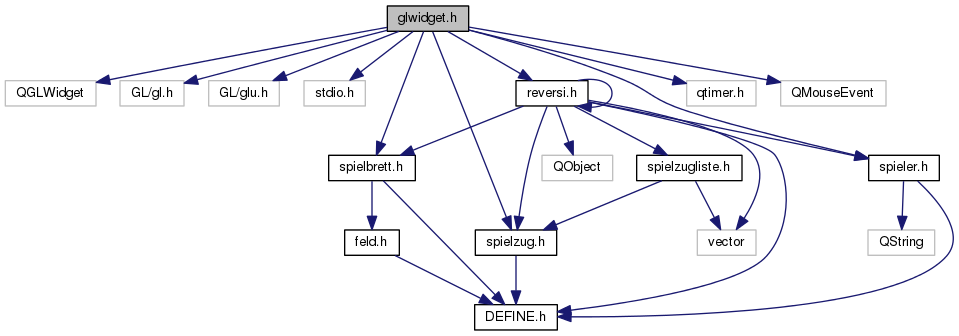 glwidget.h
QGLWidget
GL/gl.h
GL/glu.h
stdio.h
reversi.h
qtimer.h
QMouseEvent
spielbrett.h
QObject
spielzugliste.h
spieler.h
feld.h
spielzug.h
vector
QString
DEFINE.h